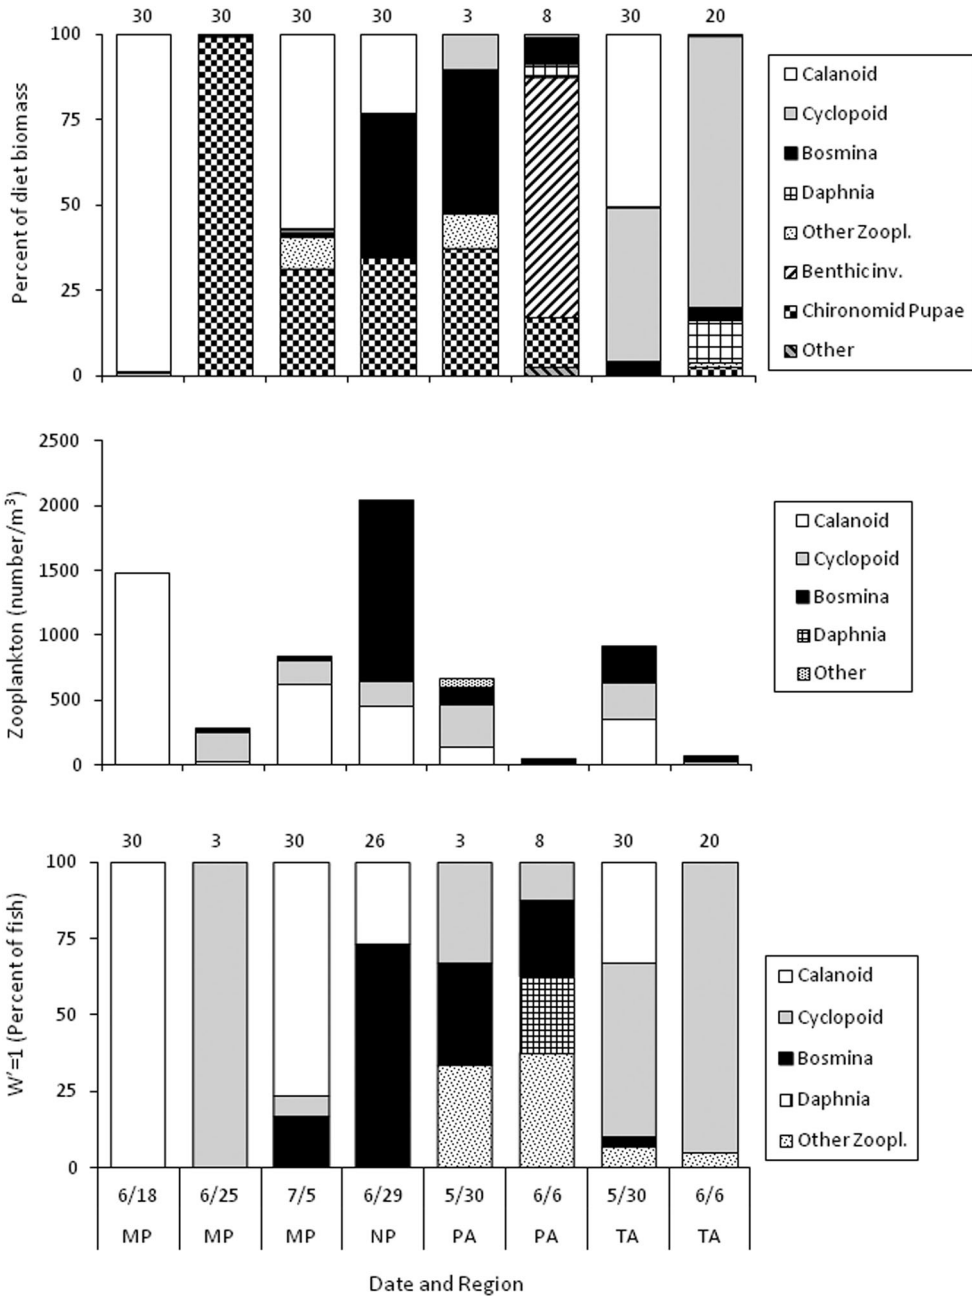 30 30 30 30 3 8 30 20
Percent of diet biomass
100
75
50
25
0
Calanoid
Cyclopoid
Bosmina
Daphnia
Other Zoopl.
Benthic inv.
Chironomid Pupae
Other
Zooplankton (number/m³)
2500
2000
1500
1000
500
0
Calanoid
Cyclopoid
Bosmina
Daphnia
Other
30 3 30 26 3 8 30 20
W'=1 (Percent of fish)
100
75
50
25
0
Calanoid
Cyclopoid
Bosmina
Daphnia
Other Zoopl.
6/18 6/25 7/5 6/29 5/30 6/6 5/30 6/6
MP MP MP NP PA PA TA TA
Date and Region